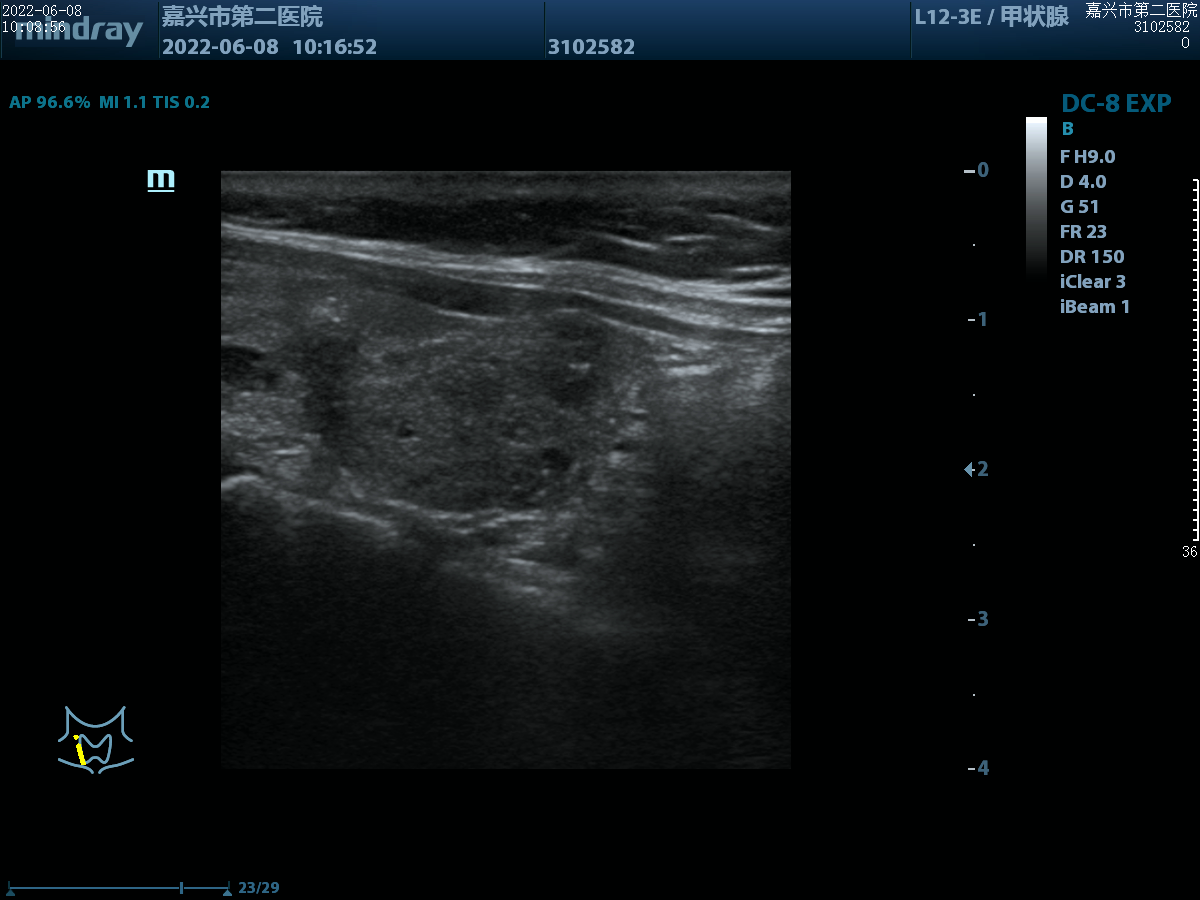 2022-06-08
10:08:56
mindray
嘉兴市第二医院
2022-06-08 10:16:52
3102582
L12-3E / 甲状腺
嘉兴市第二医院
3102582
0
AP 96.6% MI 1.1 TIS 0.2
m
DC-8 EXP
B
F H9.0
D 4.0
G 51
FR 23
DR 150
iClear 3
iBeam 1
0
1
2
3
4
36
23/29